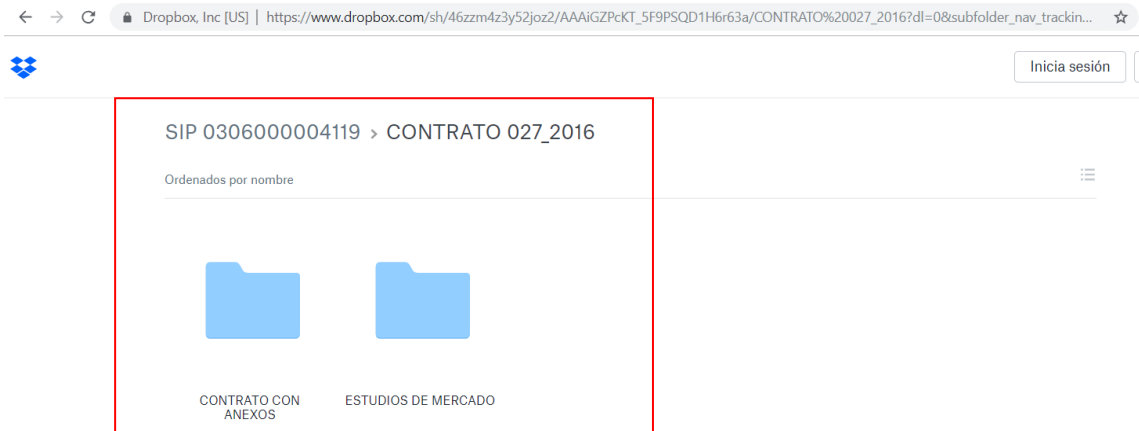 Dropbox, Inc [US] | https://www.dropbox.com/sh/46zzm4z3y52joz2/AAAiGZPcKT_5F9PSQD1H6r63a/CONTRATO%20027_2016?dl=0&subfolder_nav_trackin...
Inicia sesión
SIP 0306000004119 > CONTRATO 027_2016
Ordenados por nombre
CONTRATO CON
ANEXOS
ESTUDIOS DE MERCADO